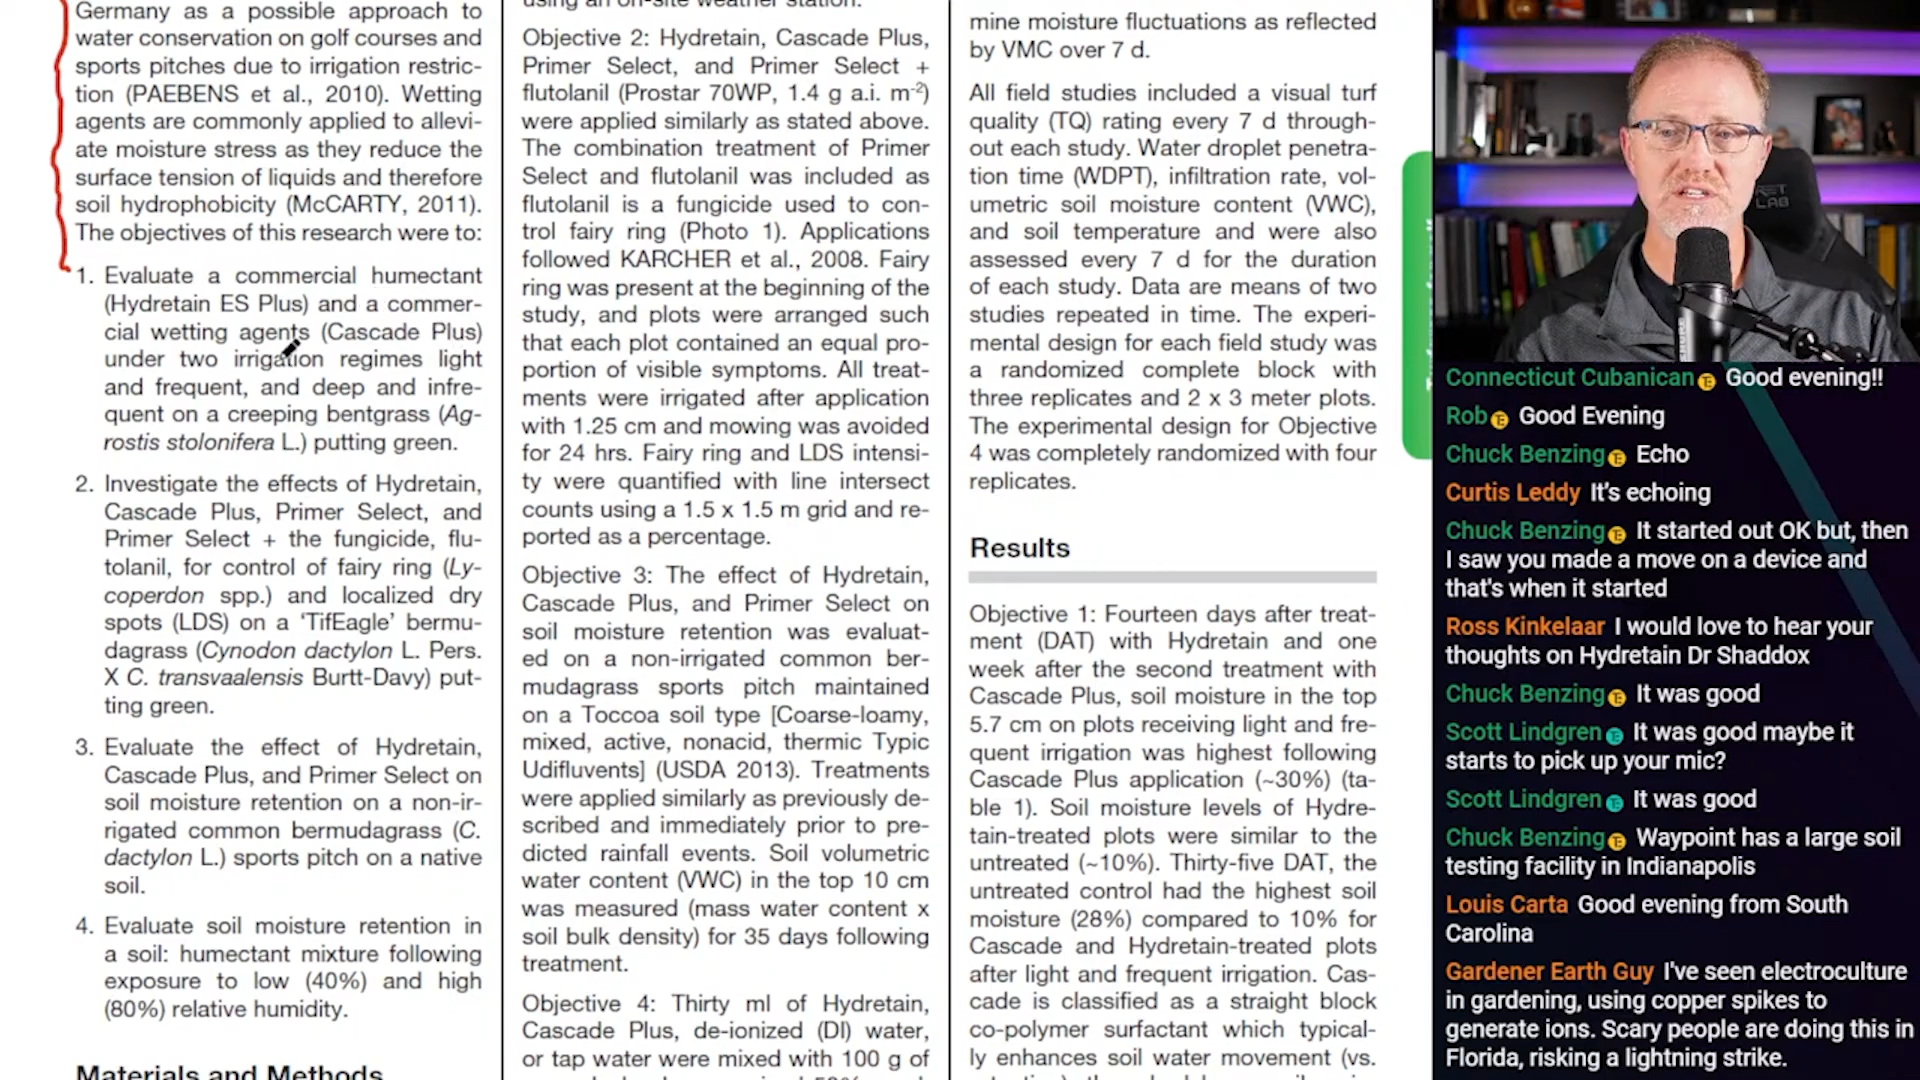 Germany as a possible approach to
water conservation on golf courses and
sports pitches due to irrigation restric-
tion (PAEBENS et al., 2010). Wetting
agents are commonly applied to allevi-
ate moisture stress as they reduce the
surface tension of liquids and therefore
soil hydrophobicity (McCARTY, 2011).
The objectives of this research were to:
1. Evaluate a commercial humectant
(Hydretain ES Plus) and a commer-
cial wetting agents (Cascade Plus)
under two irrigation regimes light
and frequent, and deep and infre-
quent on a creeping bentgrass (Ag-
rostis stolonifera L.) putting green.
2. Investigate the effects of Hydretain,
Cascade Plus, Primer Select, and
Primer Select + the fungicide, flu-
tolanil, for control of fairy ring (Ly-
coperdon spp.) and localized dry
spots (LDS) on a ‘TifEagle’ bermu-
dagrass (Cynodon dactylon L. Pers.
X C. transvaalensis Burtt-Davy) put-
ting green.
3. Evaluate the effect of Hydretain,
Cascade Plus, and Primer Select on
soil moisture retention on a non-ir-
rigated common bermudagrass (C.
dactylon L.) sports pitch on a native
soil.
4. Evaluate soil moisture retention in
a soil: humectant mixture following
exposure to low (40%) and high
(80%) relative humidity.
Materials and Methods
using an on-site weather station.
Objective 2: Hydretain, Cascade Plus,
Primer Select, and Primer Select +
flutolanil (Prostar 70WP, 1.4 g a.i. m-2)
were applied similarly as stated above.
The combination treatment of Primer
Select and flutolanil was included as
flutolanil is a fungicide used to con-
trol fairy ring (Photo 1). Applications
followed KARCHER et al., 2008. Fairy
ring was present at the beginning of the
study, and plots were arranged such
that each plot contained an equal pro-
portion of visible symptoms. All treat-
ments were irrigated after application
with 1.25 cm and mowing was avoided
for 24 hrs. Fairy ring and LDS intensi-
ty were quantified with line intersect
counts using a 1.5 x 1.5 m grid and re-
ported as a percentage.
Objective 3: The effect of Hydretain,
Cascade Plus, and Primer Select on
soil moisture retention was evaluat-
ed on a non-irrigated common ber-
mudagrass sports pitch maintained
on a Toccoa soil type [Coarse-loamy,
mixed, active, nonacid, thermic Typic
Udifluvents] (USDA 2013). Treatments
were applied similarly as previously de-
scribed and immediately prior to pre-
dicted rainfall events. Soil volumetric
water content (VWC) in the top 10 cm
was measured (mass water content x
soil bulk density) for 35 days following
treatment.
Objective 4: Thirty ml of Hydretain,
Cascade Plus, de-ionized (DI) water,
or tap water were mixed with 100 g of
mine moisture fluctuations as reflected
by VMC over 7 d.
All field studies included a visual turf
quality (TQ) rating every 7 d through-
out each study. Water droplet penetra-
tion time (WDPT), infiltration rate, vol-
umetric soil moisture content (VWC),
and soil temperature and were also
assessed every 7 d for the duration
of each study. Data are means of two
studies repeated in time. The experi-
mental design for each field study was
a randomized complete block with
three replicates and 2 x 3 meter plots.
The experimental design for Objective
4 was completely randomized with four
replicates.
Results
Objective 1: Fourteen days after treat-
ment (DAT) with Hydretain and one
week after the second treatment with
Cascade Plus, soil moisture in the top
5.7 cm on plots receiving light and fre-
quent irrigation was highest following
Cascade Plus application (~30%) (ta-
ble 1). Soil moisture levels of Hydre-
tain-treated plots were similar to the
untreated (~10%). Thirty-five DAT, the
untreated control had the highest soil
moisture (28%) compared to 10% for
Cascade and Hydretain-treated plots
after light and frequent irrigation. Cas-
cade is classified as a straight block
co-polymer surfactant which typical-
ly enhances soil water movement (vs.
Connecticut Cubanican Good evening!!
Rob Good Evening
Chuck Benzing Echo
Curtis Leddy It's echoing
Chuck Benzing It started out OK but, then
I saw you made a move on a device and
that's when it started
Ross Kinkelaar I would love to hear your
thoughts on Hydretain Dr Shaddox
Chuck Benzing It was good
Scott Lindgren It was good maybe it
starts to pick up your mic?
Scott Lindgren It was good
Chuck Benzing Waypoint has a large soil
testing facility in Indianapolis
Louis Carta Good evening from South
Carolina
Gardener Earth Guy I've seen electroculture
in gardening, using copper spikes to
generate ions. Scary people are doing this in
Florida, risking a lightning strike.